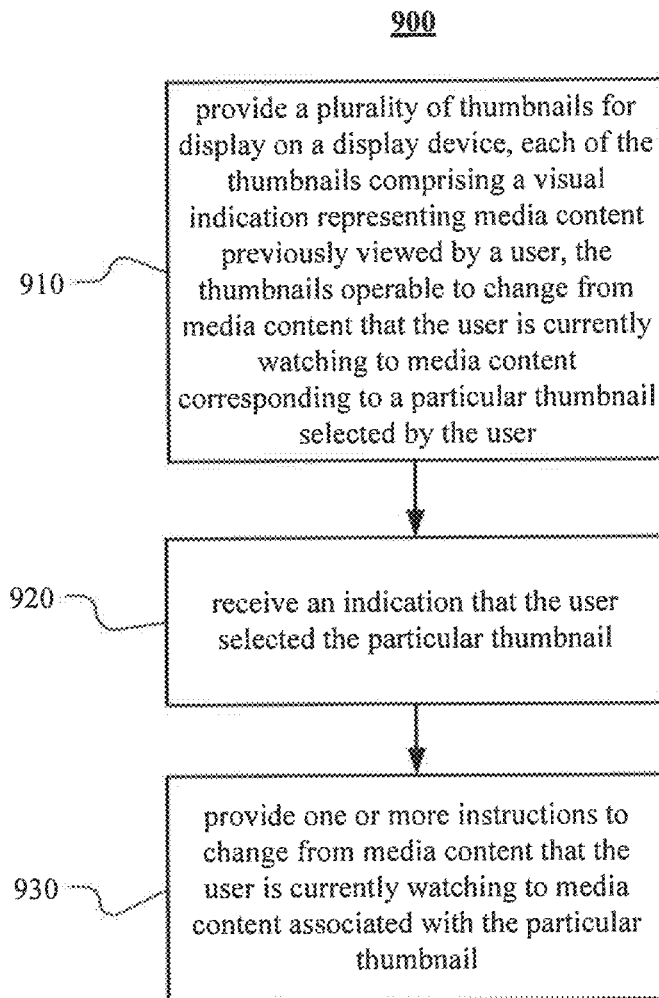 900
provide a plurality of thumbnails for
display on a display device, each of the
thumbnails comprising a visual
indication representing media content
previously viewed by a user, the
thumbnails operable to change from
media content that the user is currently
watching to media content
corresponding to a particular thumbnail
selected by the user
910
920
receive an indication that the user
selected the particular thumbnail
930
provide one or more instructions to
change from media content that the
user is currently watching to media
content associated with the particular
thumbnail